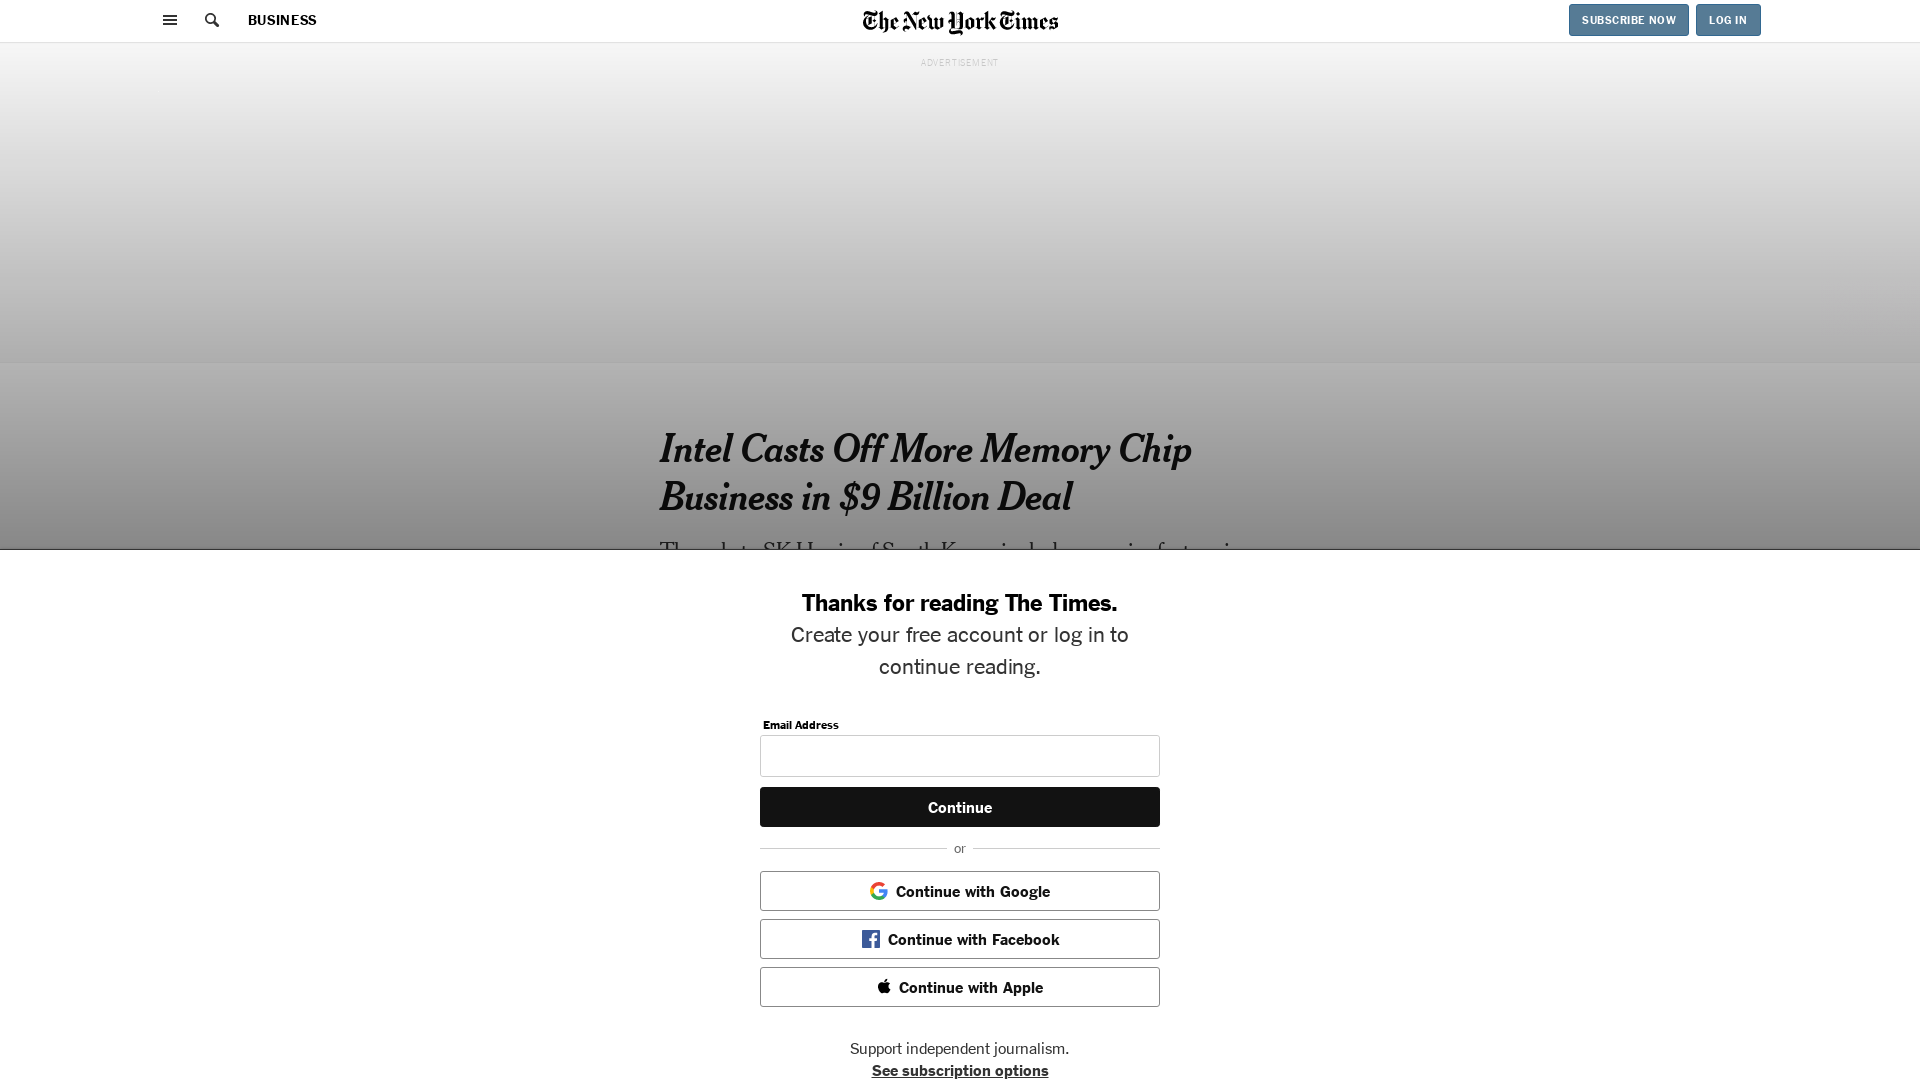 BUSINESS
The New York Times
SUBSCRIBE NOW
LOG IN
ADVERTISEMENT
Intel Casts Off More Memory Chip
Business in $9 Billion Deal
Thanks for reading The Times.
Create your free account or log in to
continue reading.
Email Address
Continue
or
Continue with Google
Continue with Facebook
Continue with Apple
Support independent journalism.
See subscription options